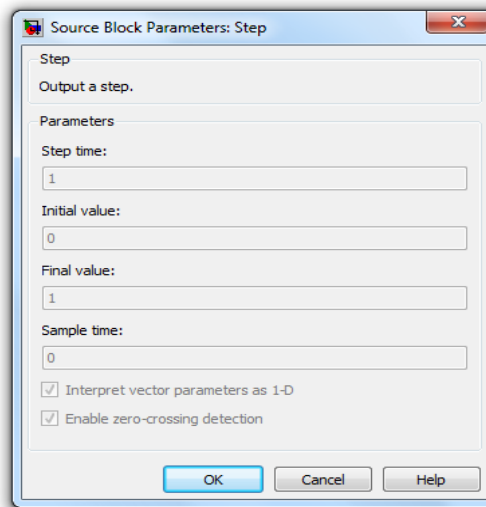 Source Block Parameters: Step
Step
Output a step.
Parameters
Step time:
1
Initial value:
0
Final value:
1
Sample time:
0
Interpret vector parameters as 1-D
Enable zero-crossing detection
OK Cancel Help